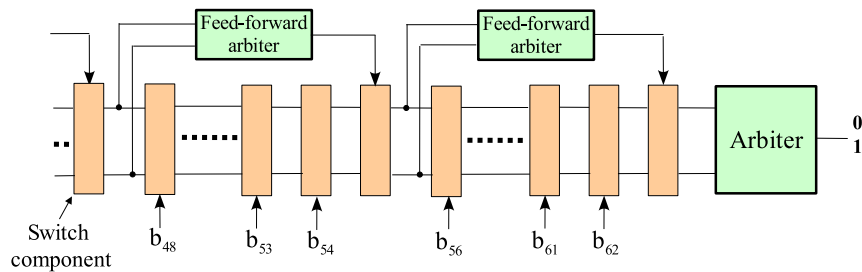 Feed-forward
arbiter
Feed-forward
arbiter
Arbiter
0
1
Switch
component
b48
b53
b54
b56
b61
b62